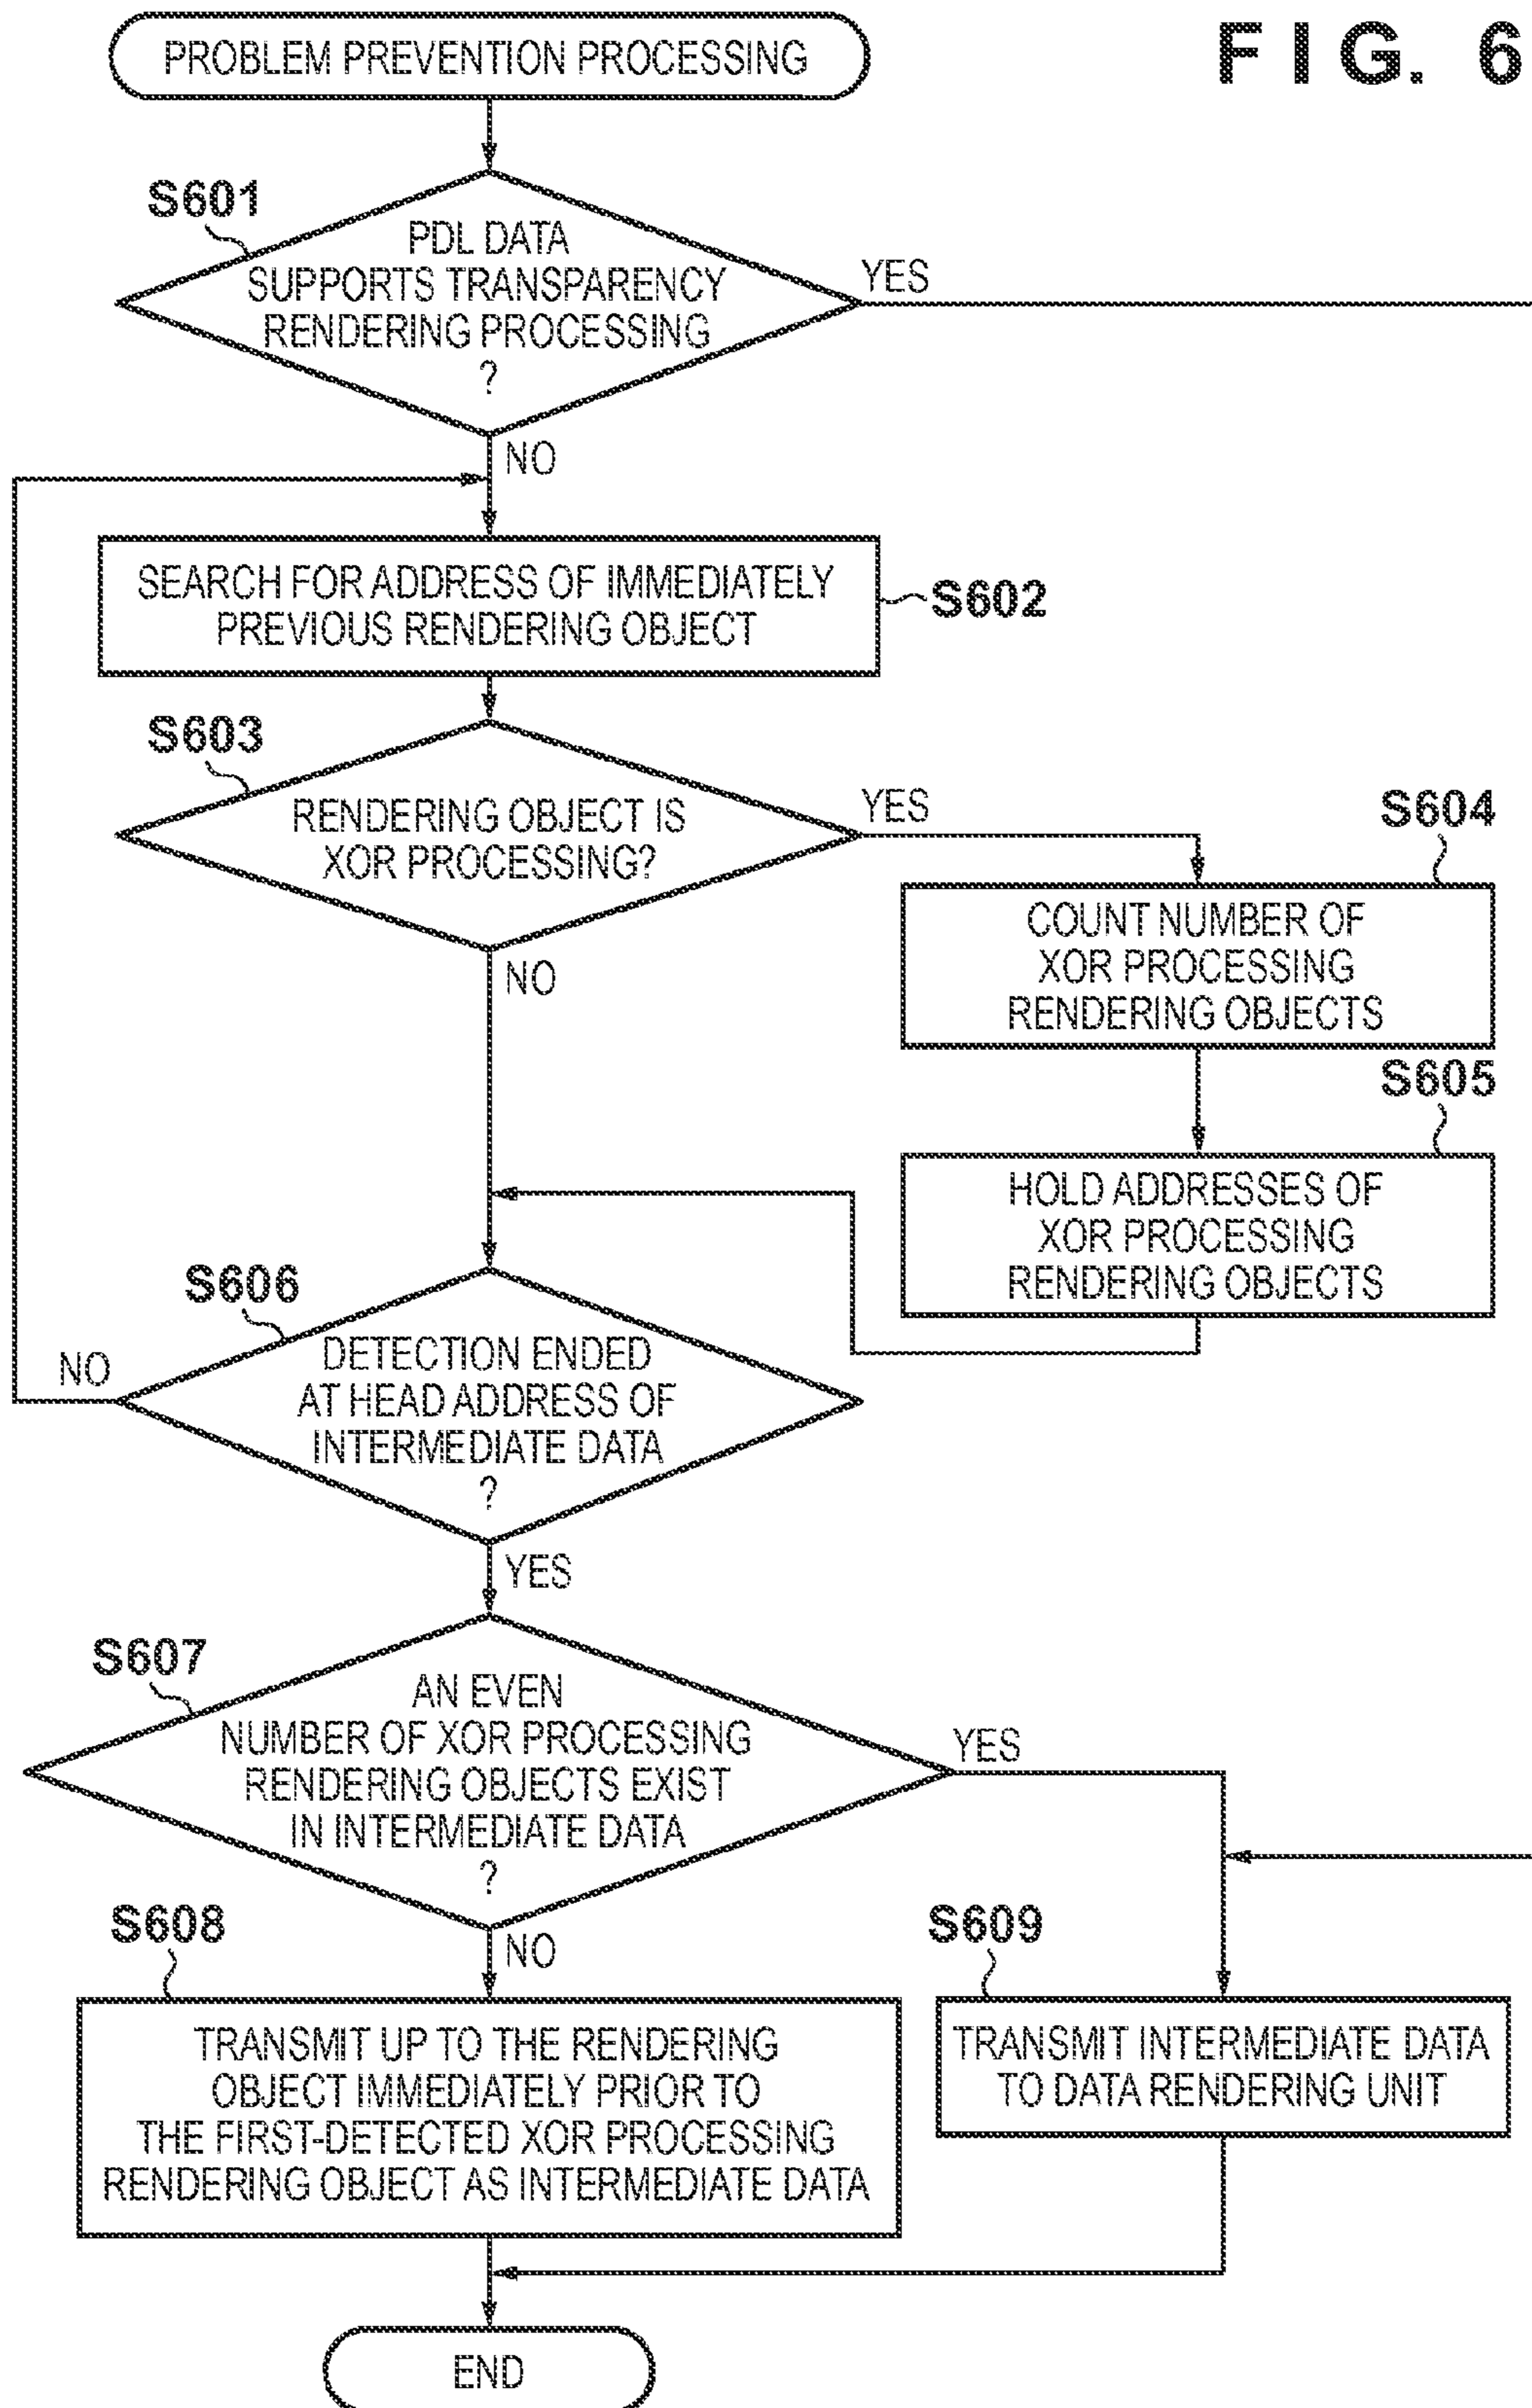 FIG. 6
PROBLEM PREVENTION PROCESSING
S601
PDL DATA
SUPPORTS TRANSPARENCY
RENDERING PROCESSING
?
YES
NO
SEARCH FOR ADDRESS OF IMMEDIATELY
PREVIOUS RENDERING OBJECT
S602
S603
RENDERING OBJECT IS
XOR PROCESSING?
YES
NO
S604
COUNT NUMBER OF
XOR PROCESSING
RENDERING OBJECTS
S605
HOLD ADDRESSES OF
XOR PROCESSING
RENDERING OBJECTS
S606
DETECTION ENDED
AT HEAD ADDRESS OF
INTERMEDIATE DATA
?
NO
YES
S607
AN EVEN
NUMBER OF XOR PROCESSING
RENDERING OBJECTS EXIST
IN INTERMEDIATE DATA
?
YES
NO
S608
TRANSMIT UP TO THE RENDERING
OBJECT IMMEDIATELY PRIOR TO
THE FIRST-DETECTED XOR PROCESSING
RENDERING OBJECT AS INTERMEDIATE DATA
S609
TRANSMIT INTERMEDIATE DATA
TO DATA RENDERING UNIT
END